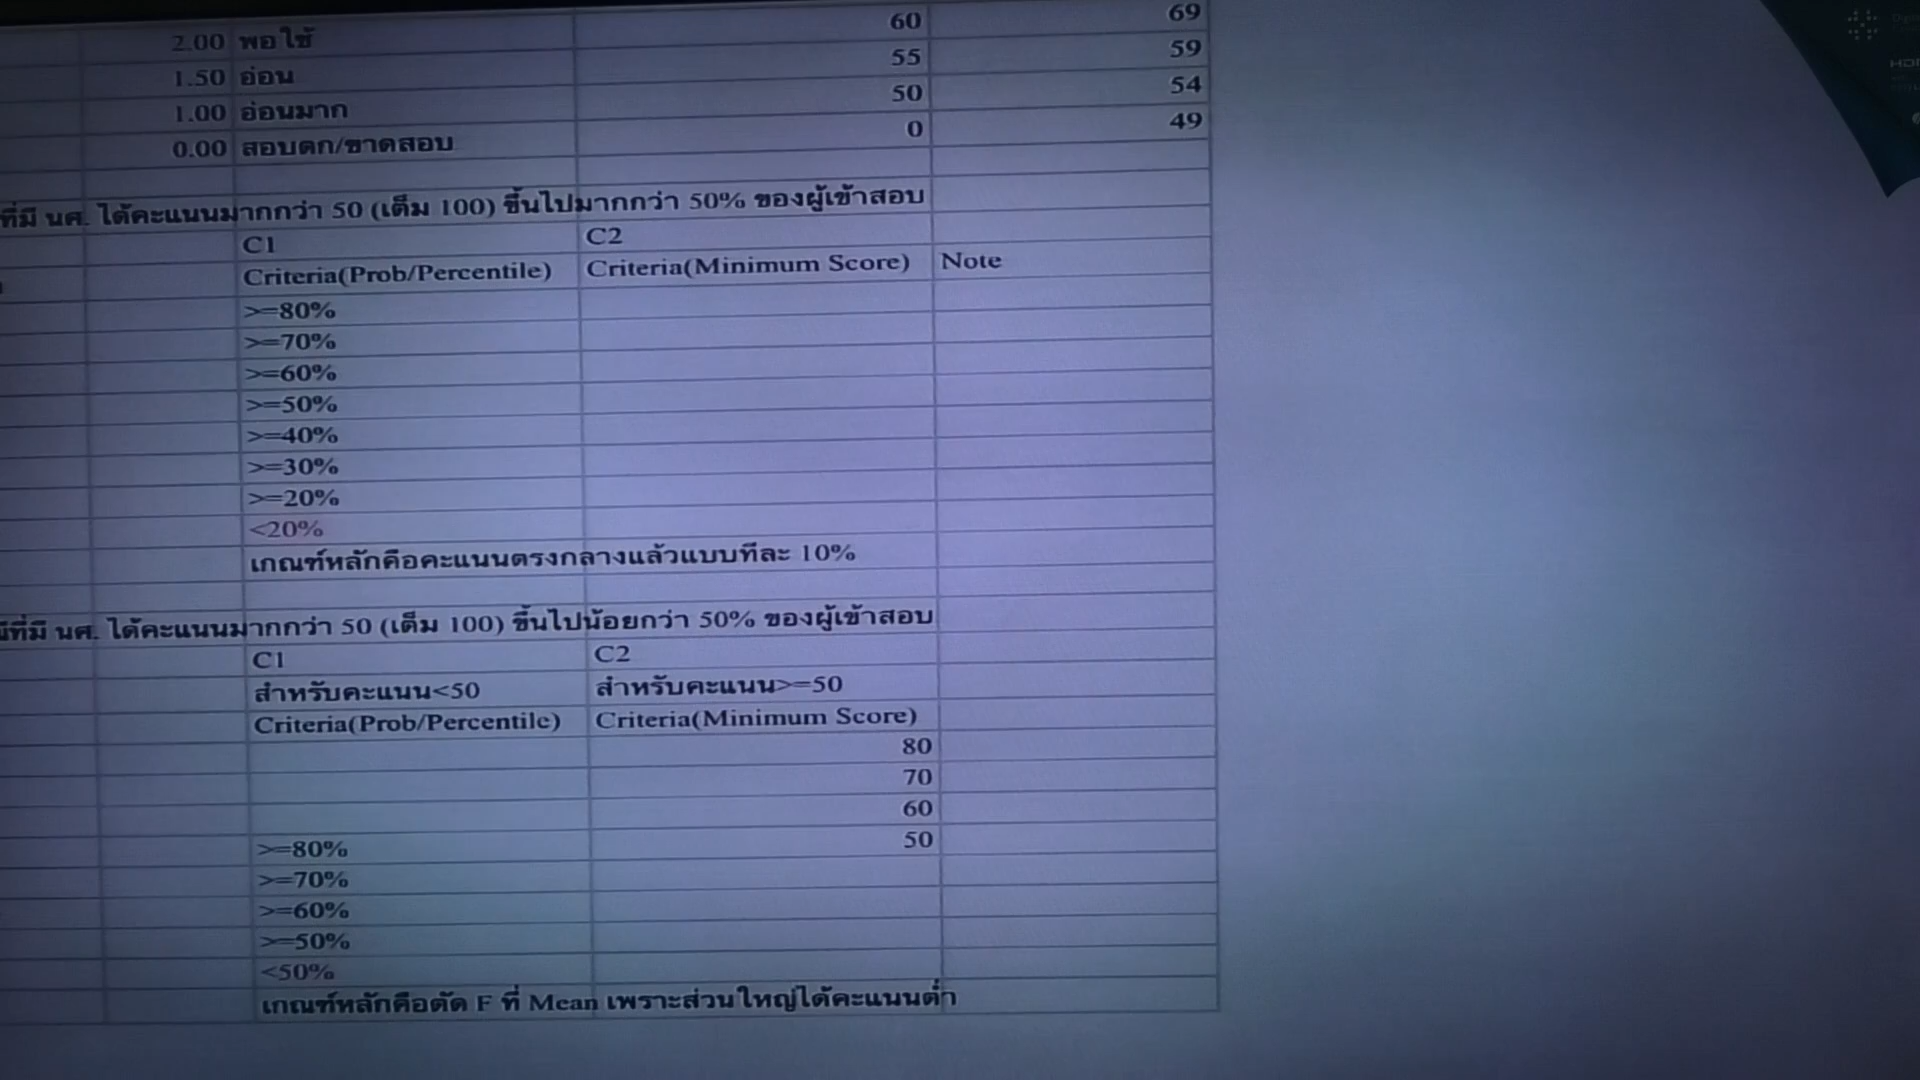 2.00 พอใช้ 60 69
1.50 อ่อน 55 59
1.00 อ่อนมาก 50 54
0.00 สอบตก/ขาดสอบ 0 49
ที่มี นศ. ได้คะแนนมากกว่า 50 (เต็ม 100) ขึ้นไปมากกว่า 50% ของผู้เข้าสอบ
C1 C2
Criteria(Prob/Percentile) Criteria(Minimum Score) Note
>=80%
>=70%
>=60%
>=50%
>=40%
>=30%
>=20%
<20%
เกณฑ์หลักคือคะแนนตรงกลางแล้วแบบทีละ 10%
ที่มี นศ. ได้คะแนนมากกว่า 50 (เต็ม 100) ขึ้นไปน้อยกว่า 50% ของผู้เข้าสอบ
C1 C2
สำหรับคะแนน<50 สำหรับคะแนน>=50
Criteria(Prob/Percentile) Criteria(Minimum Score)
80
70
60
>=80% 50
>=70%
>=60%
>=50%
<50%
เกณฑ์หลักคือตัด F ที่ Mean เพราะส่วนใหญ่ได้คะแนนต่ำ